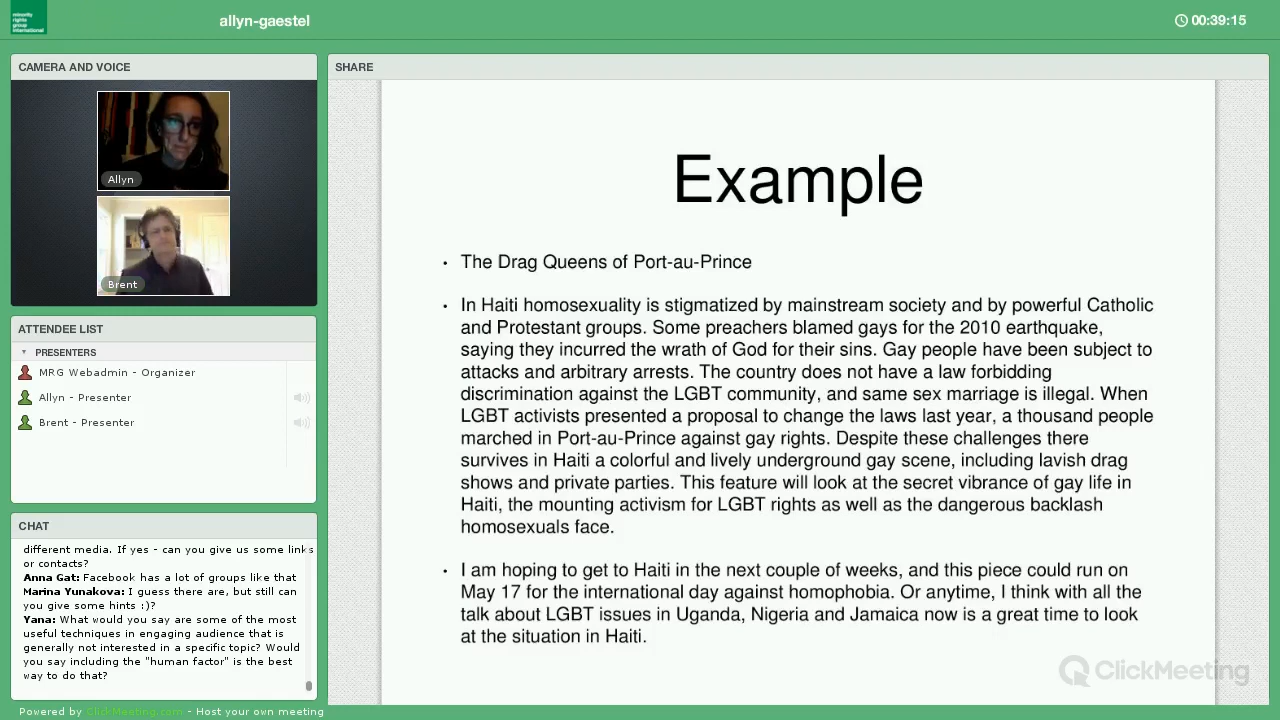 minority
rights
group
international
allyn-gaestel
00:39:15
CAMERA AND VOICE
SHARE
Allyn
Brent
ATTENDEE LIST
PRESENTERS
MRG Webadmin - Organizer
Allyn - Presenter
Brent - Presenter
CHAT
different media. If yes - can you give us some links
or contacts?
Facebook has a lot of groups like that
Marina Yunakova: I guess there are, but still can
you give some hints :)?
Yana: would you say are some of the most
useful techniques in engaging audience that is
generally not interested in a specific topic? Would
you say including the "human factor" is the best
way to do that?
Example
• The Drag Queens of Port-au-Prince
• In Haiti homosexuality is stigmatized by mainstream society and by powerful Catholic
and Protestant groups. Some preachers blamed gays for the 2010 earthquake,
saying they incurred the wrath of God for their sins. Gay people have been subject to
attacks and arbitrary arrests. The country does not have a law forbidding
discrimination against the LGBT community, and same sex marriage is illegal. When
LGBT activists presented a proposal to change the laws last year, a thousand people
marched in Port-au-Prince against gay rights. Despite these challenges there
survives in Haiti a colorful and lively underground gay scene, including lavish drag
shows and private parties. This feature will look at the secret vibrance of gay life in
Haiti, the mounting activism for LGBT rights as well as the dangerous backlash
homosexuals face.
• I am hoping to get to Haiti in the next couple of weeks, and this piece could run on
May 17 for the international day against homophobia. Or anytime, I think with all the
talk about LGBT issues in Uganda, Nigeria and Jamaica now is a great time to look
at the situation in Haiti.
ClickMeeting
Powered by ClickMeeting.com - Host your own meeting